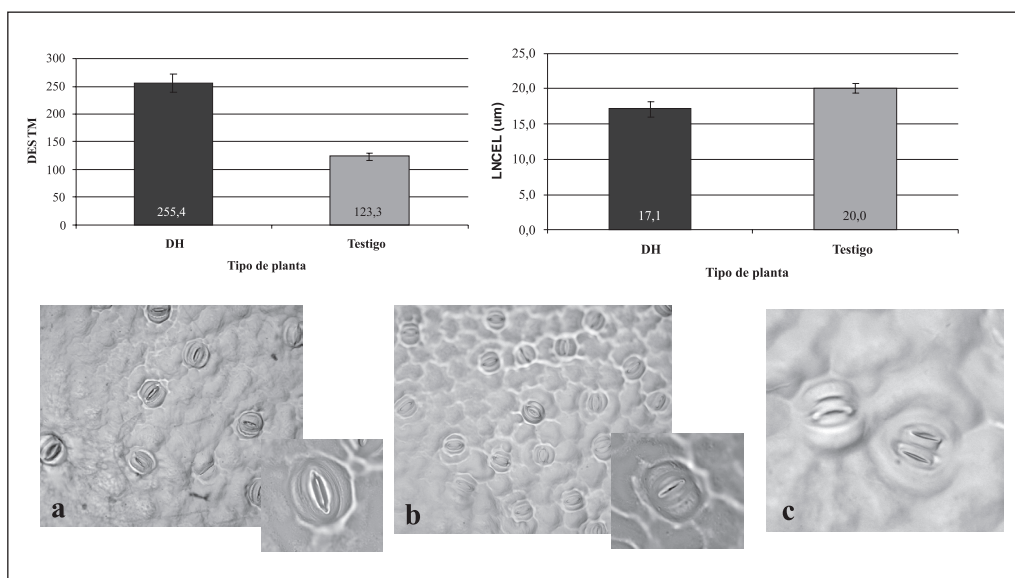 300
250
200
150
100
50
0
DESTM
255,4
123,3
DH
Testigo
Tipo de planta
25,0
20,0
15,0
10,0
5,0
0,0
LNCEL (um)
17,1
20,0
DH
Testigo
Tipo de planta
a
b
c